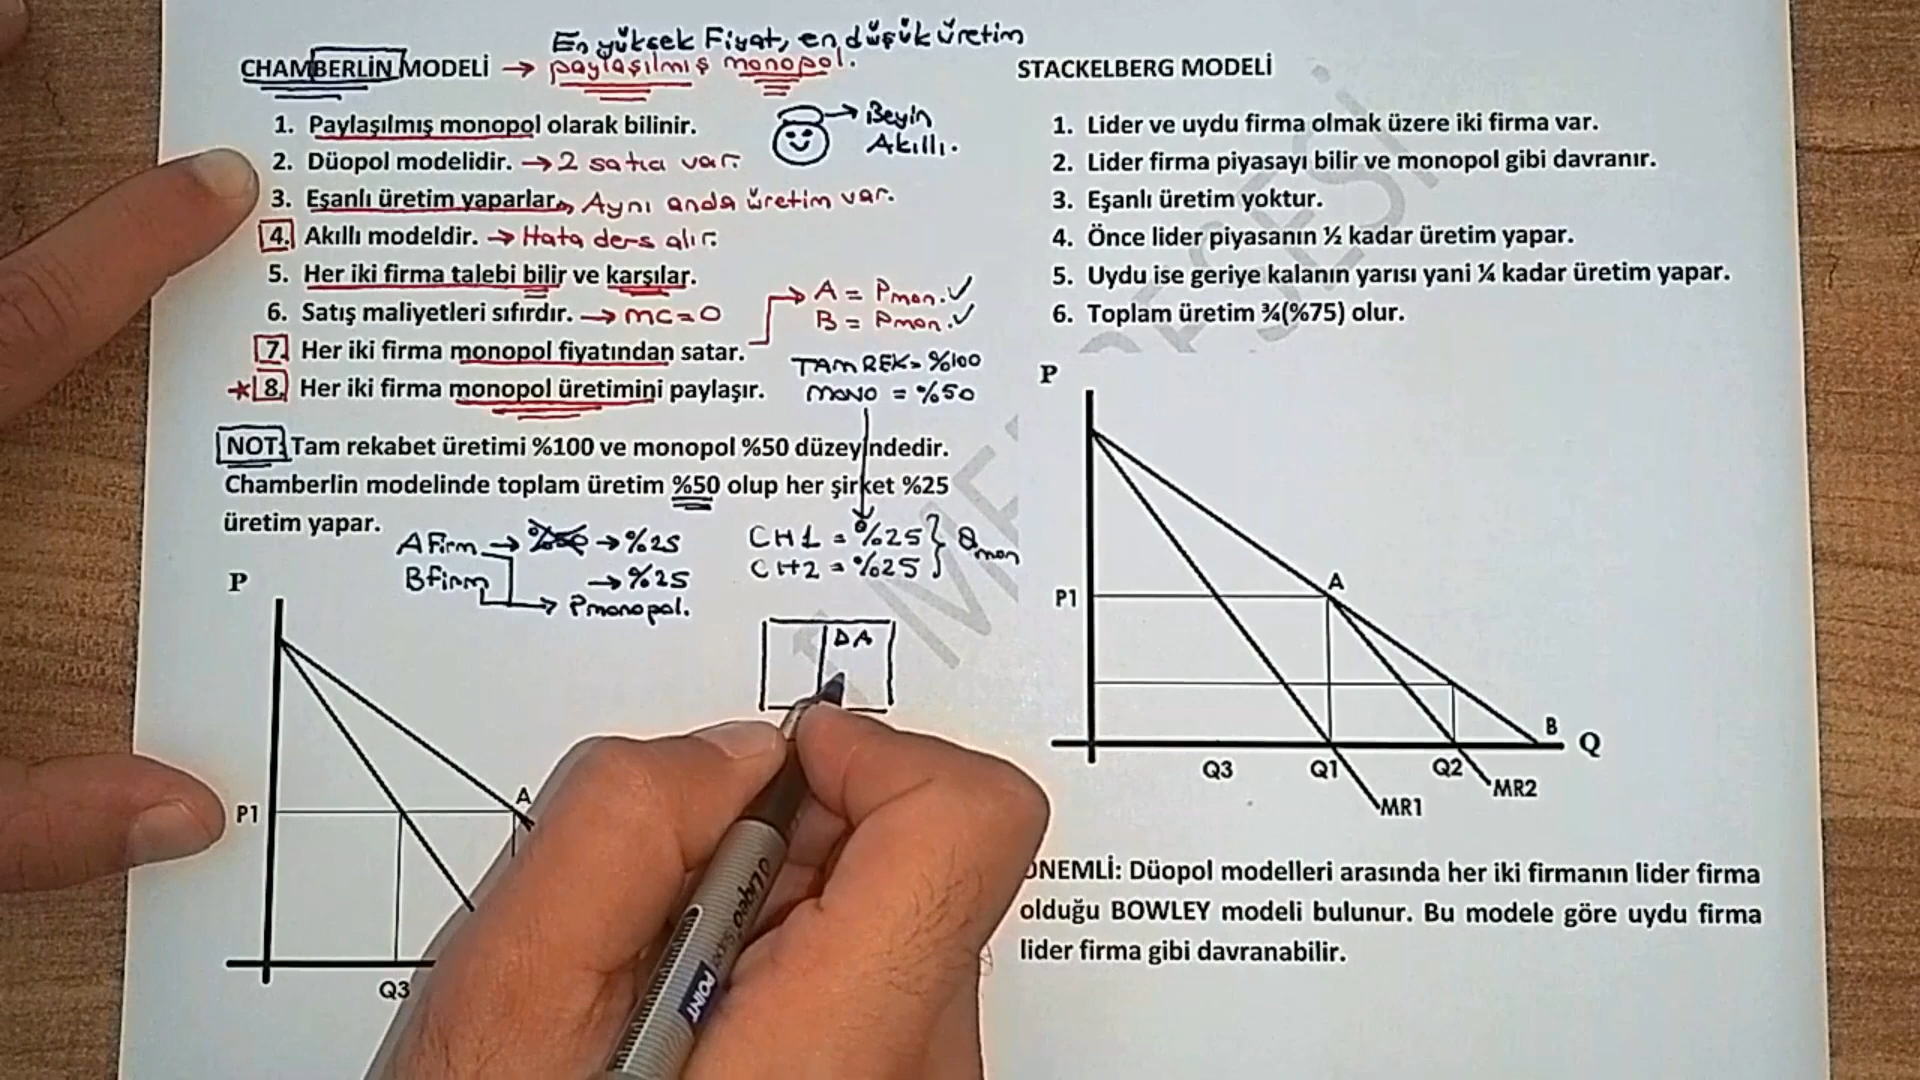 En yüksek Fiyat, en düşük üretim
CHAMBERLİN MODELİ → paylaşılmış monopol.
1. Paylaşılmış monopol olarak bilinir.
→ Beyin
Akıllı.
2. Düopol modelidir. → 2 satıcı var.
3. Eşanlı üretim yaparlar. → Aynı anda üretim var.
4. Akıllı modeldir. → Hata ders alır.
5. Her iki firma talebi bilir ve karşılar.
6. Satış maliyetleri sıfırdır. → mc=0
→ A = Pmon. ✓
B = Pmon. ✓
7. Her iki firma monopol fiyatından satar.
*8. Her iki firma monopol üretimini paylaşır.
TAM REK= %100
MONO = %50
NOT: Tam rekabet üretimi %100 ve monopol %50 düzeyindedir.
Chamberlin modelinde toplam üretim %50 olup her şirket %25
üretim yapar.
A Firm → → %25
B firm → %25
→ Pmonopol.
CH1 = %25 } Qmon
CH2 = %25
DA
P
P1
A
Q3
STACKELBERG MODELİ
1. Lider ve uydu firma olmak üzere iki firma var.
2. Lider firma piyasayı bilir ve monopol gibi davranır.
3. Eşanlı üretim yoktur.
4. Önce lider piyasanın ½ kadar üretim yapar.
5. Uydu ise geriye kalanın yarısı yani ¼ kadar üretim yapar.
6. Toplam üretim ¾(%75) olur.
P
A
P1
B
Q
Q3 Q1 Q2
MR2
MR1
ÖNEMLİ: Düopol modelleri arasında her iki firmanın lider firma
olduğu BOWLEY modeli bulunur. Bu modele göre uydu firma
lider firma gibi davranabilir.
POINT